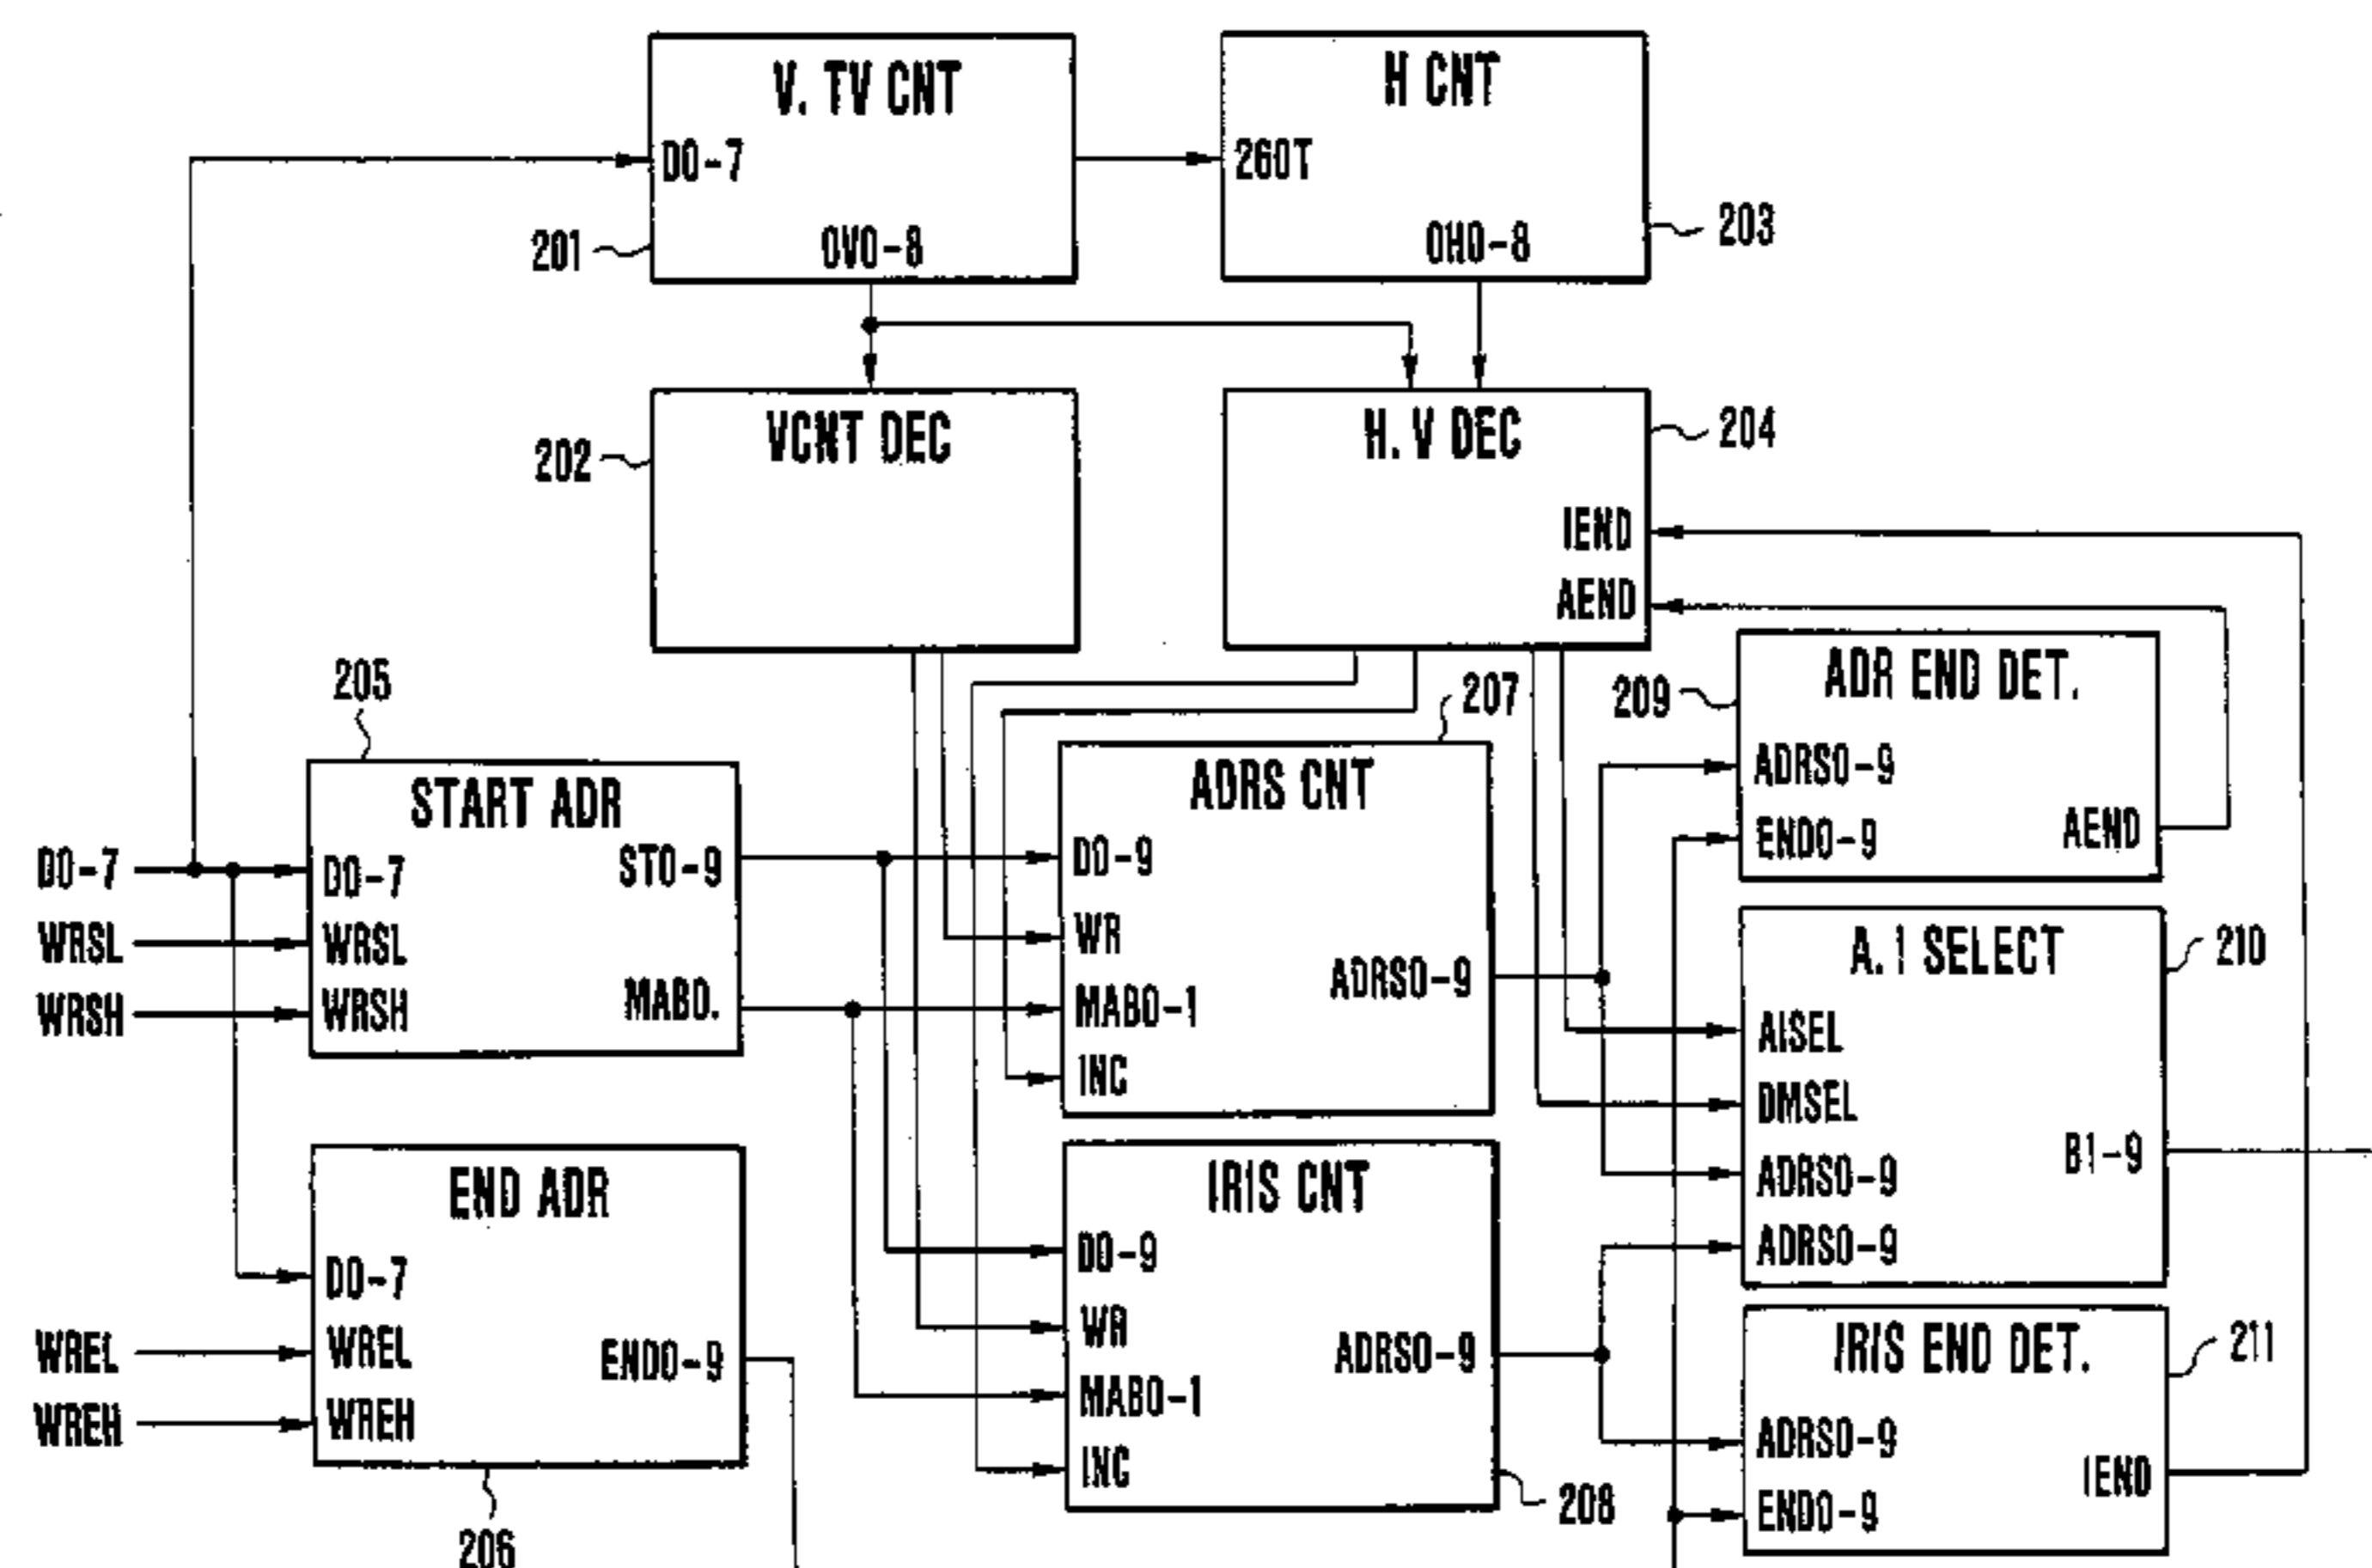 V. TV CNT
D0-7
OV0-8
201
H CNT
260T
OH0-8
203
VCNT DEC
202
H. V DEC
204
IEND
AEND
205
START ADR
D0-7
WRSL
WRSH
D0-7
WRSL
WRSH
ST0-9
MAB0.
207
ADRS CNT
D0-9
WR
MAB0-1
INC
ADRS0-9
209
ADR END DET.
ADRS0-9
END0-9
AEND
A. I SELECT
210
AISEL
DMSEL
ADRS0-9
ADRS0-9
B1-9
END ADR
D0-7
WREL
WREH
WREL
WREH
END0-9
206
IRIS CNT
D0-9
WR
MAB0-1
INC
ADRS0-9
208
IRIS END DET.
211
ADRS0-9
END0-9
IEND